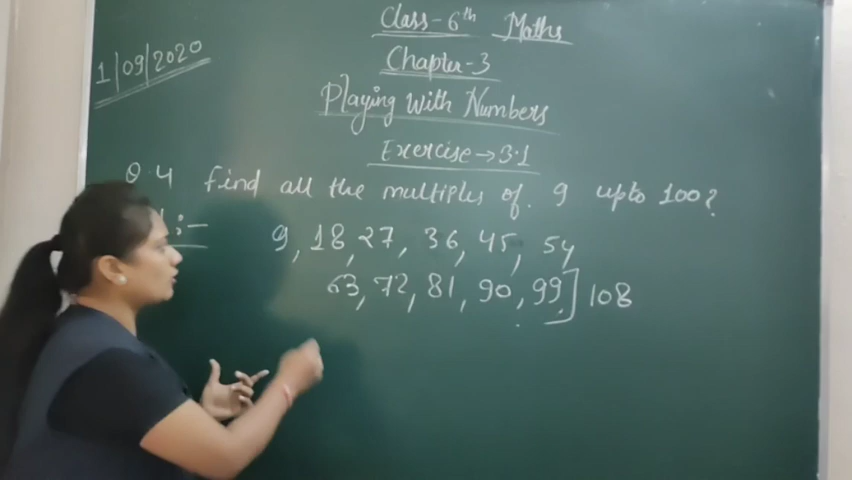 Class-6th Maths
1/09/2020
Chapter-3
Playing With Numbers
Exercise→3.1
Q.4 find all the multiples of 9 upto 100?
:-
9, 18, 27, 36, 45, 54
63, 72, 81, 90, 99] 108